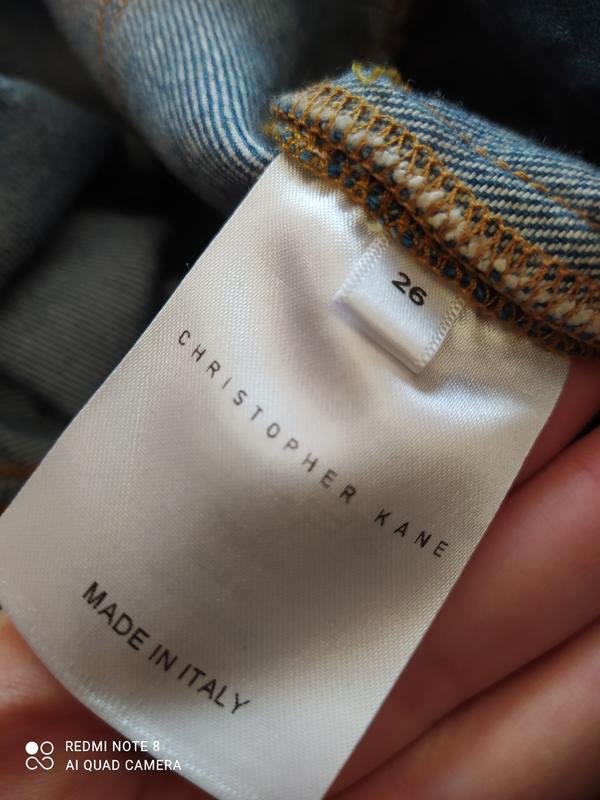 26
CHRISTOPHER KANE
MADE IN ITALY
REDMI NOTE 8
AI QUAD CAMERA